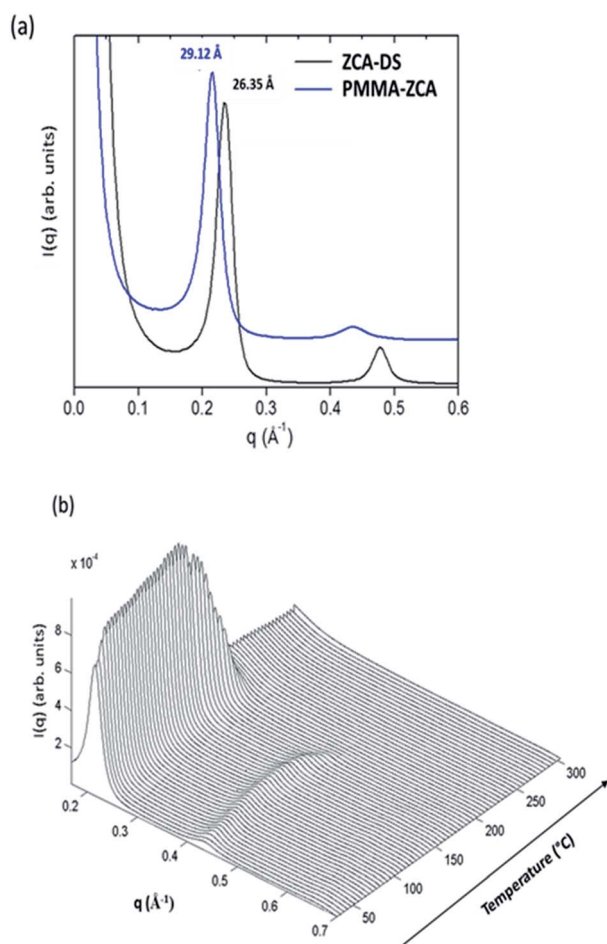 (a)
29.12 Å
26.35 Å
ZCA-DS
PMMA-ZCA
I(q) (arb. units)
0.0 0.1 0.2 0.3 0.4 0.5 0.6
q (Å⁻¹)
(b)
x 10⁻⁴
8
6
4
2
I(q) (arb. units)
0.2
0.3
0.4
0.5
0.6
0.7
q (Å⁻¹)
50
100
150
200
250
300
Temperature (°C)